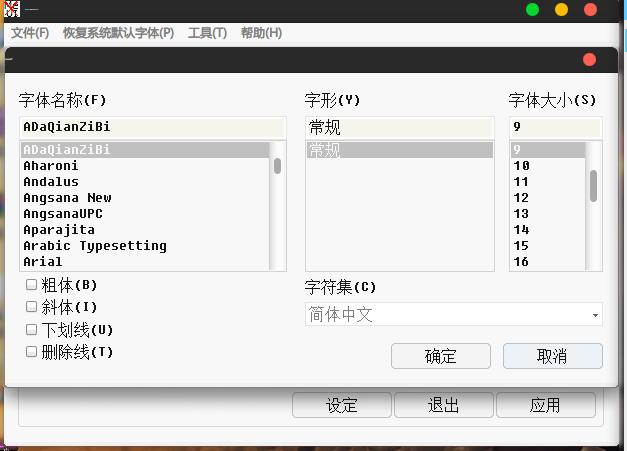 文件(F) 恢复系统默认字体(P) 工具(T) 帮助(H)
字体名称(F) 字形(Y) 字体大小(S)
ADaQianZiBi 常规 9
ADaQianZiBi 常规 9
Aharoni 10
Andalus 11
Angsana New 12
AngsanaUPC 13
Aparajita 14
Arabic Typesetting 15
Arial 16
粗体(B) 字符集(C)
斜体(I) 简体中文
下划线(U)
删除线(T) 确定 取消
设定 退出 应用